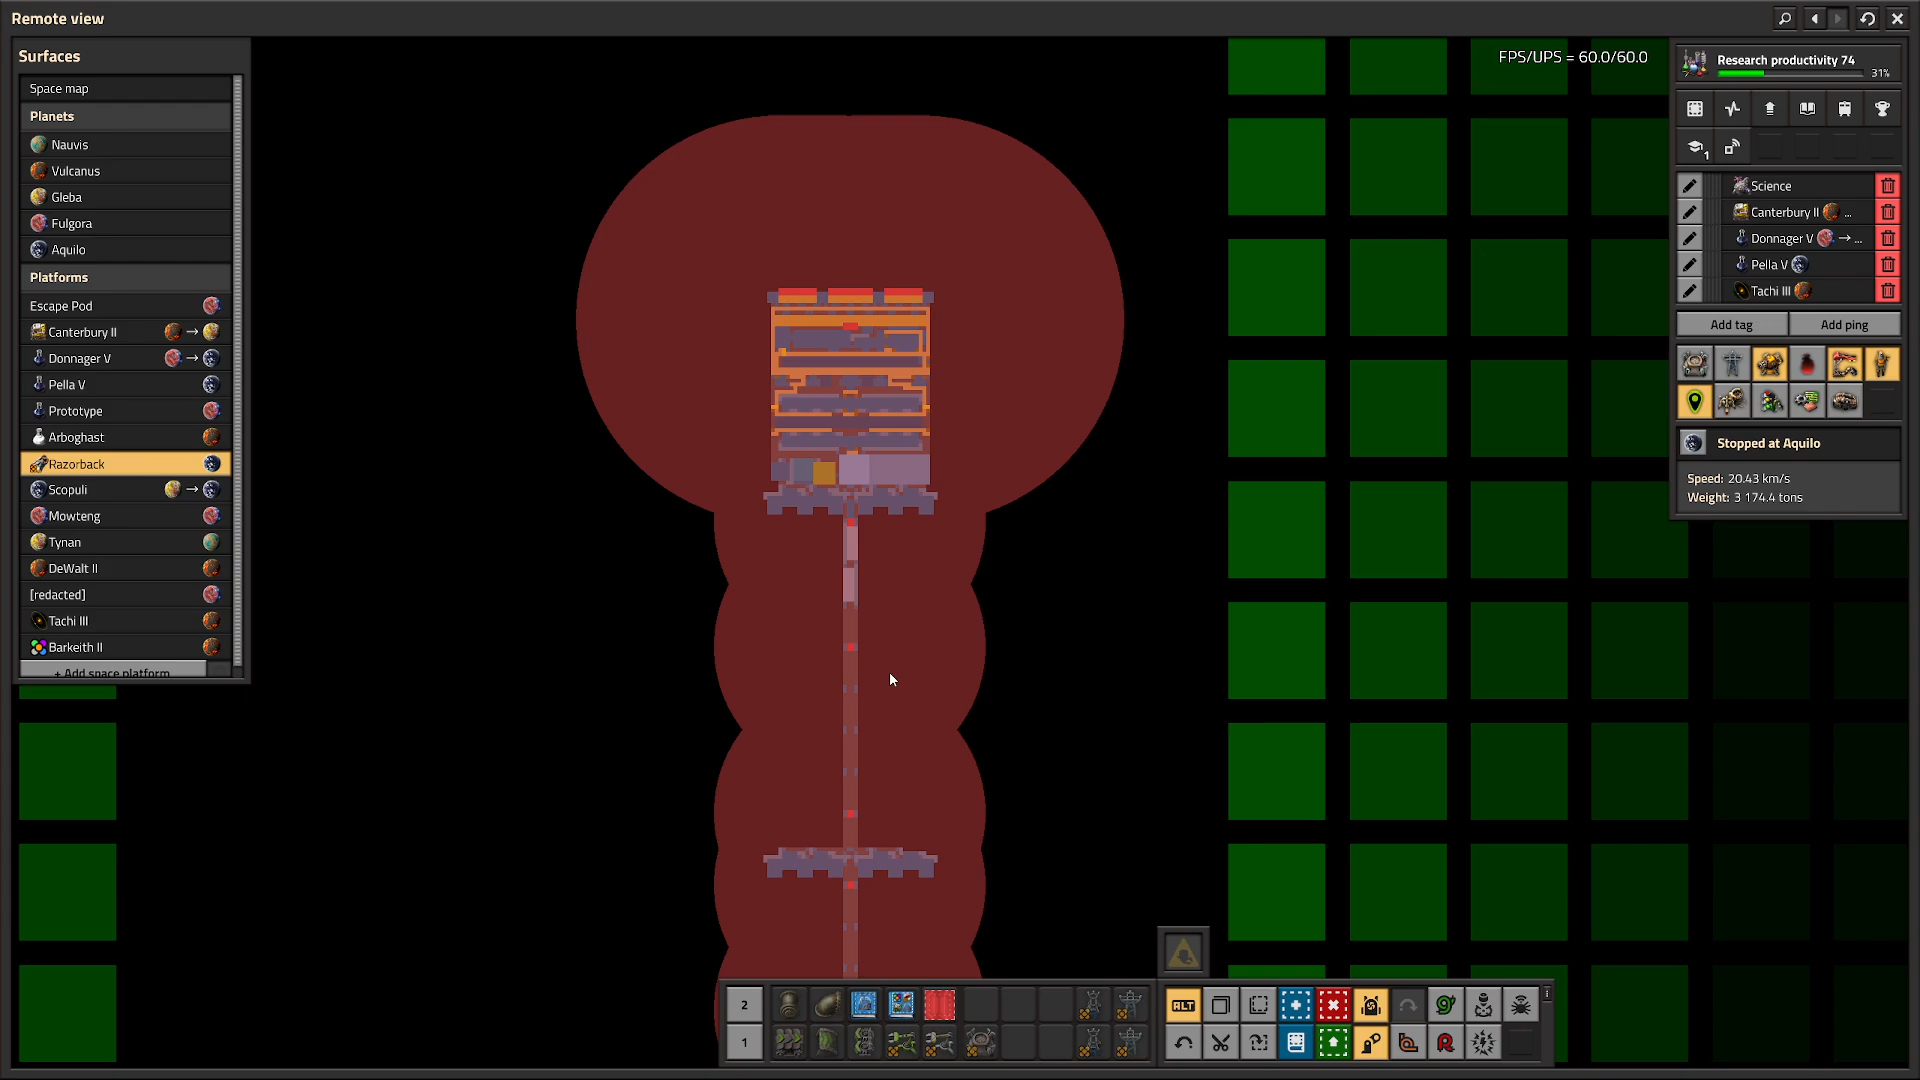 Remote view
Surfaces
Space map
Planets
Nauvis
Vulcanus
Gleba
Fulgora
Aquilo
Platforms
Escape Pod
Canterbury II →
Donnager V →
Pella V
Prototype
Arboghast
Razorback
Scopuli →
Mowteng
Tynan
DeWalt II
[redacted]
Tachi III
Barkeith II
+ Add space platform
FPS/UPS = 60.0/60.0
Research productivity 74
31%
1
Science
Canterbury II ...
Donnager V → ...
Pella V
Tachi III
Add tag
Add ping
Stopped at Aquilo
Speed: 20.43 km/s
Weight: 3 174.4 tons
2
ALT
1